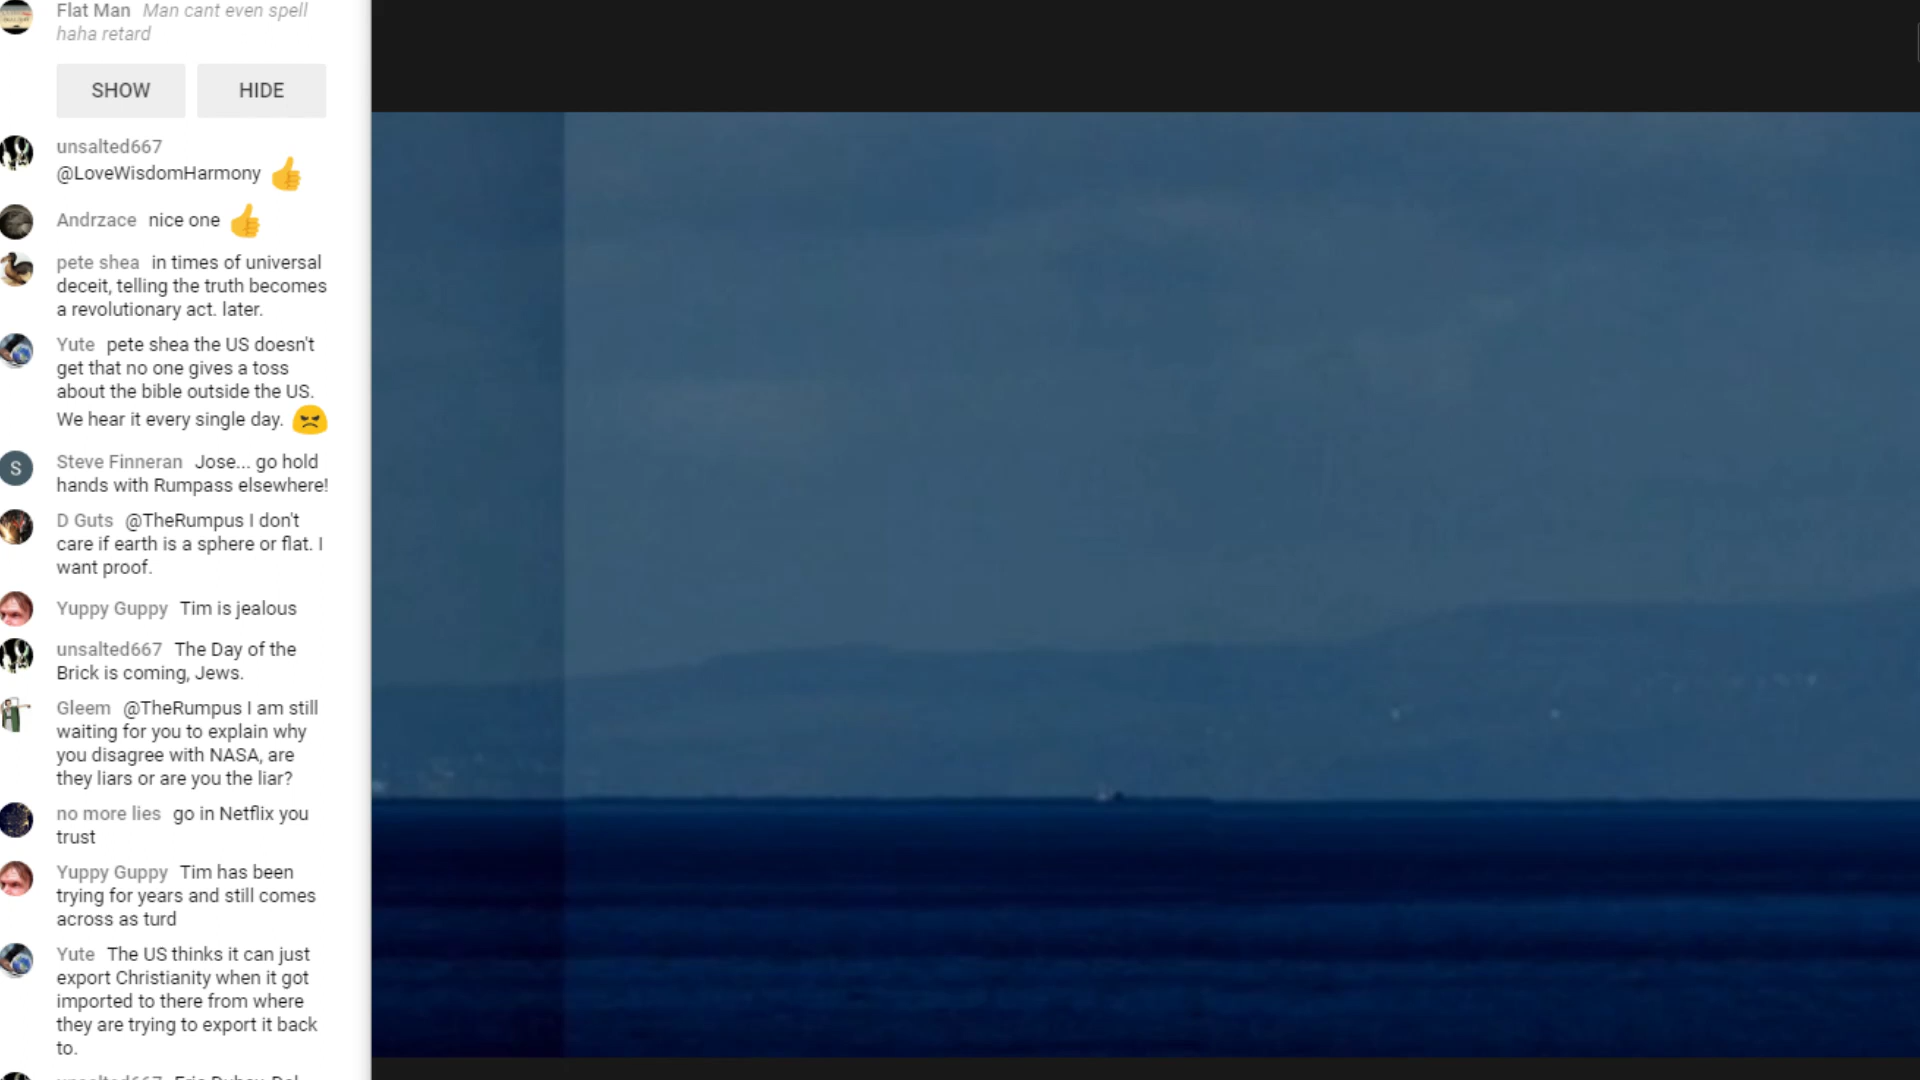 Flat Man Man cant even spell
haha retard
SHOW HIDE
unsalted667
@LoveWisdomHarmony
Andrzace nice one
pete shea in times of universal
deceit, telling the truth becomes
a revolutionary act. later.
Yute pete shea the US doesn't
get that no one gives a toss
about the bible outside the US.
We hear it every single day.
S
Steve Finneran Jose... go hold
hands with Rumpass elsewhere!
D Guts @TheRumpus I don't
care if earth is a sphere or flat. I
want proof.
Yuppy Guppy Tim is jealous
unsalted667 The Day of the
Brick is coming, Jews.
Gleem @TheRumpus I am still
waiting for you to explain why
you disagree with NASA, are
they liars or are you the liar?
no more lies go in Netflix you
trust
Yuppy Guppy Tim has been
trying for years and still comes
across as turd
Yute The US thinks it can just
export Christianity when it got
imported to there from where
they are trying to export it back
to.
unsalted667